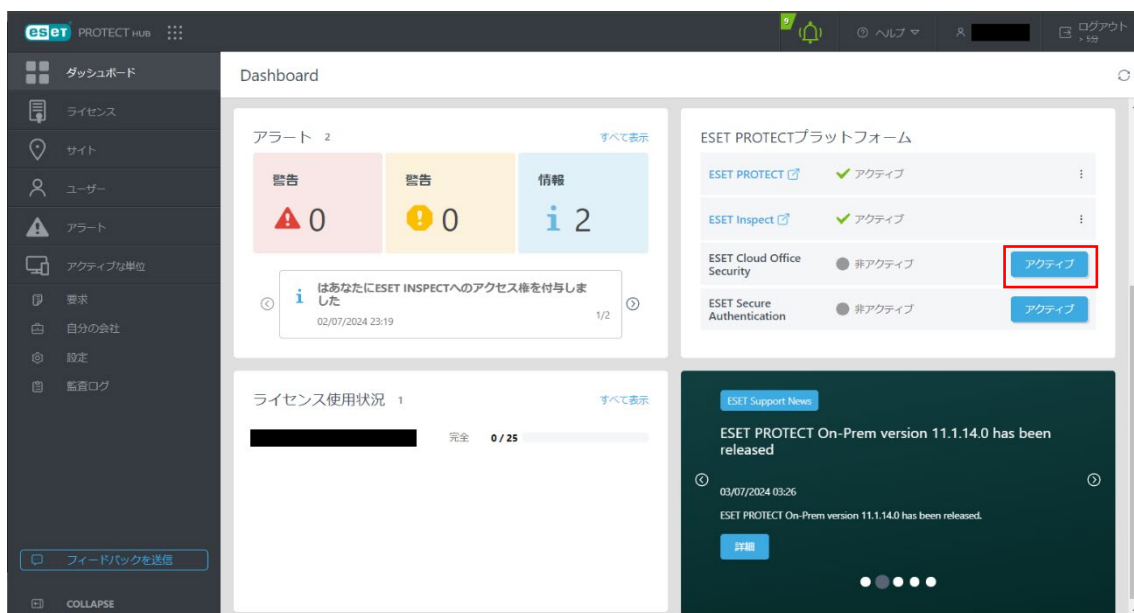 eset PROTECT HUB
9
ヘルプ
ログアウト
> 5分
ダッシュボード
ライセンス
サイト
ユーザー
アラート
アクティブな単位
要求
自分の会社
設定
監査ログ
フィードバックを送信
COLLAPSE
Dashboard
アラート 2
すべて表示
警告
0
警告
0
情報
i 2
i はあなたにESET INSPECTへのアクセス権を付与しま
した
02/07/2024 23:19
1/2
ESET PROTECTプラットフォーム
ESET PROTECT アクティブ
ESET Inspect アクティブ
ESET Cloud Office
Security
非アクティブ
アクティブ
ESET Secure
Authentication
非アクティブ
アクティブ
ライセンス使用状況 1
すべて表示
完全 0 / 25
ESET Support News
ESET PROTECT On-Prem version 11.1.14.0 has been
released
03/07/2024 03:26
ESET PROTECT On-Prem version 11.1.14.0 has been released.
詳細